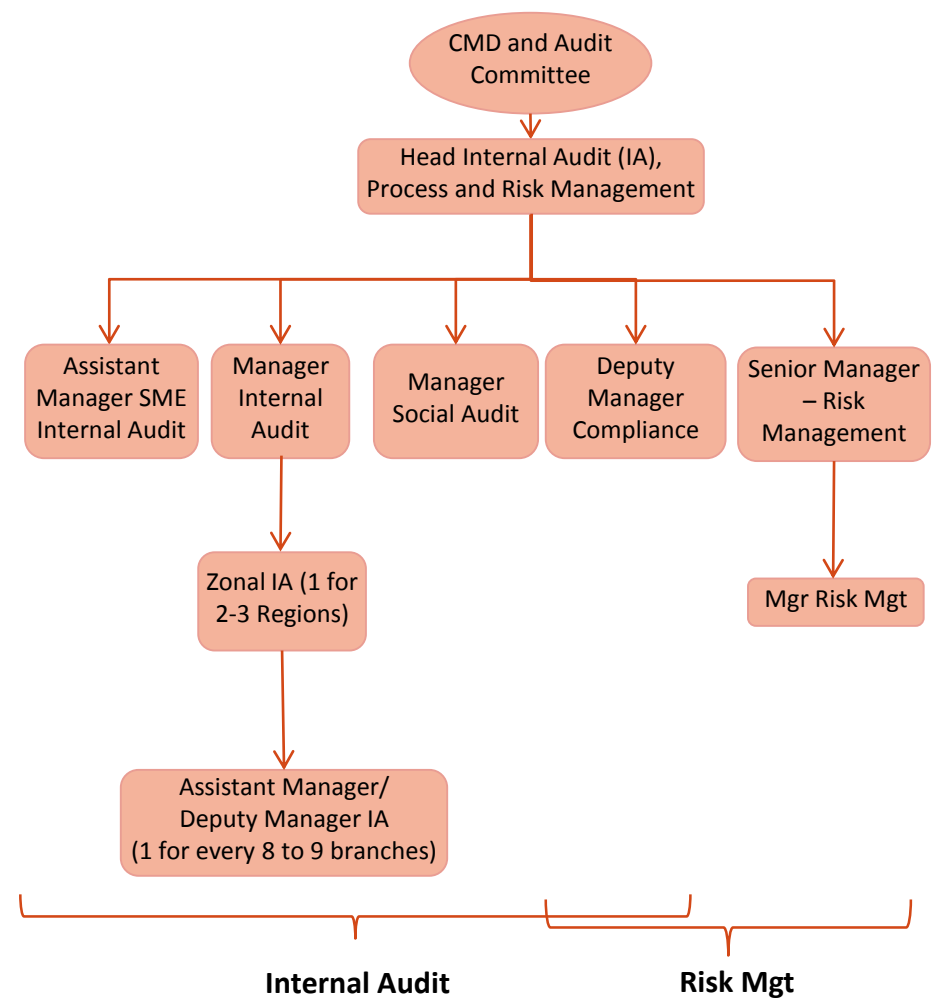 CMD and Audit
Committee
Head Internal Audit (IA),
Process and Risk Management
Assistant
Manager SME
Internal Audit
Manager
Internal
Audit
Manager
Social Audit
Deputy
Manager
Compliance
Senior Manager
– Risk
Management
Zonal IA (1 for
2-3 Regions)
Mgr Risk Mgt
Assistant Manager/
Deputy Manager IA
(1 for every 8 to 9 branches)
Internal Audit
Risk Mgt